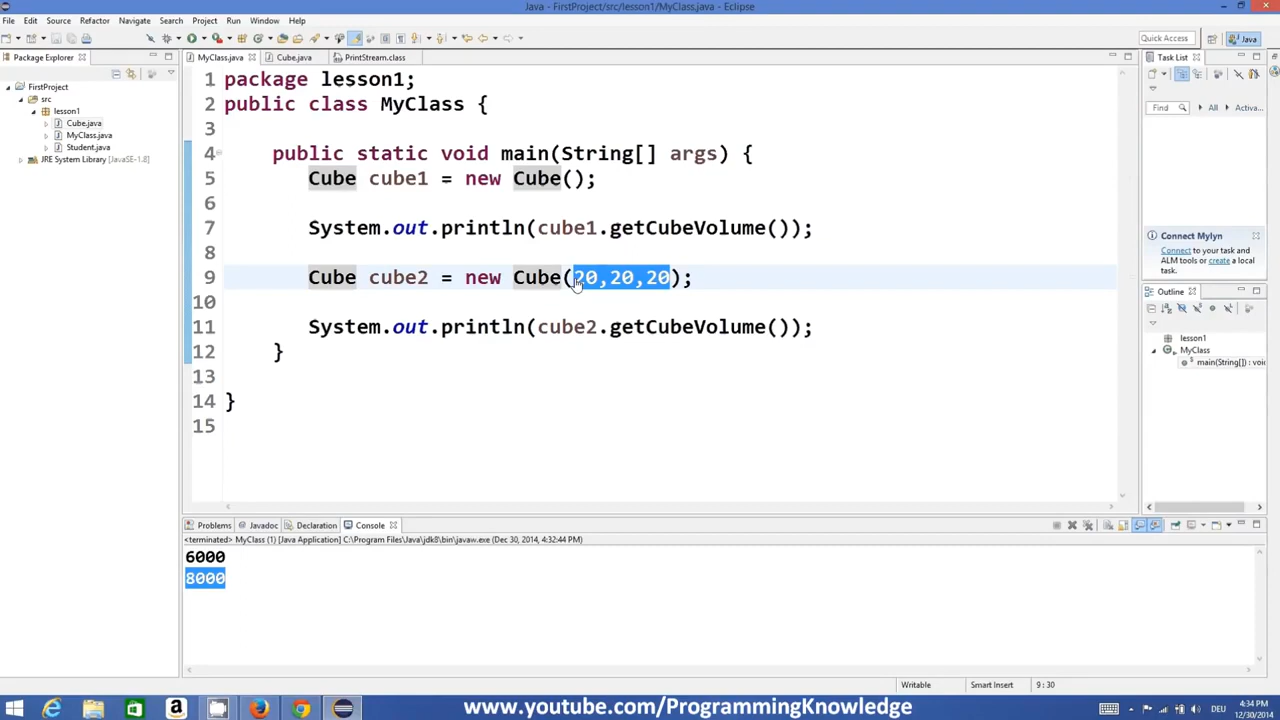 Java - FirstProject/src/lesson1/MyClass.java - Eclipse
File Edit Source Refactor Navigate Search Project Run Window Help
Quick Access
Java
Package Explorer
FirstProject
src
lesson1
Cube.java
MyClass.java
Student.java
JRE System Library [JavaSE-1.8]
MyClass.java Cube.java PrintStream.class
1 package lesson1;
2 public class MyClass {
3
4 public static void main(String[] args) {
5 Cube cube1 = new Cube();
6
7 System.out.println(cube1.getCubeVolume());
8
9 Cube cube2 = new Cube(20,20,20);
10
11 System.out.println(cube2.getCubeVolume());
12 }
13
14 }
15
Task List
Find All Activa...
Connect Mylyn
Connect to your task and
ALM tools or create a local
task.
Outline
lesson1
MyClass
main(String[]) : voi
Problems Javadoc Declaration Console
<terminated> MyClass (1) [Java Application] C:\Program Files\Java\jdk8\bin\javaw.exe (Dec 30, 2014, 4:32:44 PM)
6000
8000
Writable Smart Insert 9 : 30
www.youtube.com/ProgrammingKnowledge
DEU
4:34 PM
12/30/2014